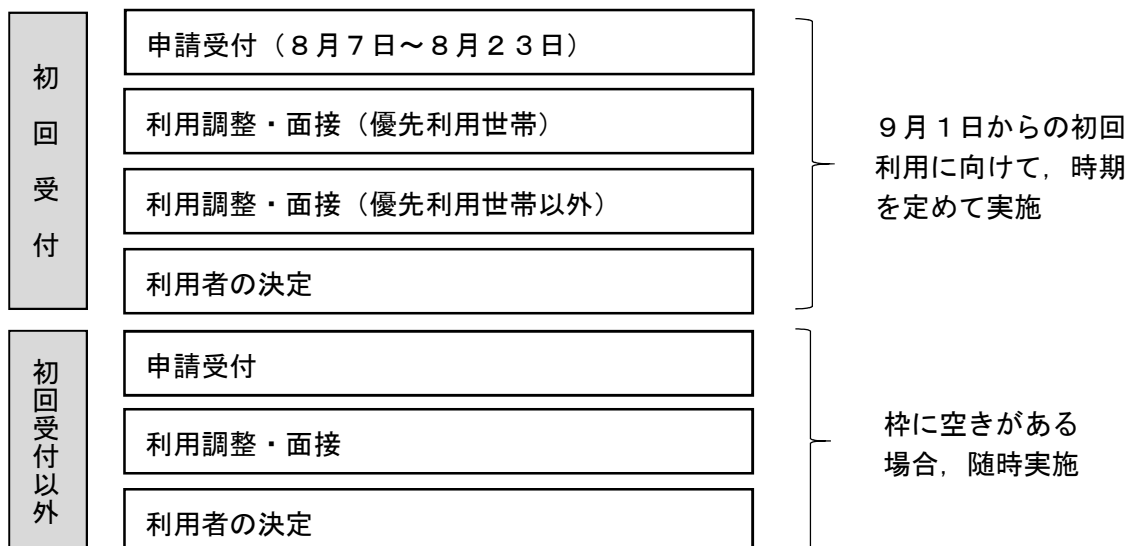 初回受付
申請受付（８月７日～８月２３日）
利用調整・面接（優先利用世帯）
利用調整・面接（優先利用世帯以外）
利用者の決定
９月１日からの初回
利用に向けて，時期
を定めて実施
初回受付以外
申請受付
利用調整・面接
利用者の決定
枠に空きがある
場合，随時実施